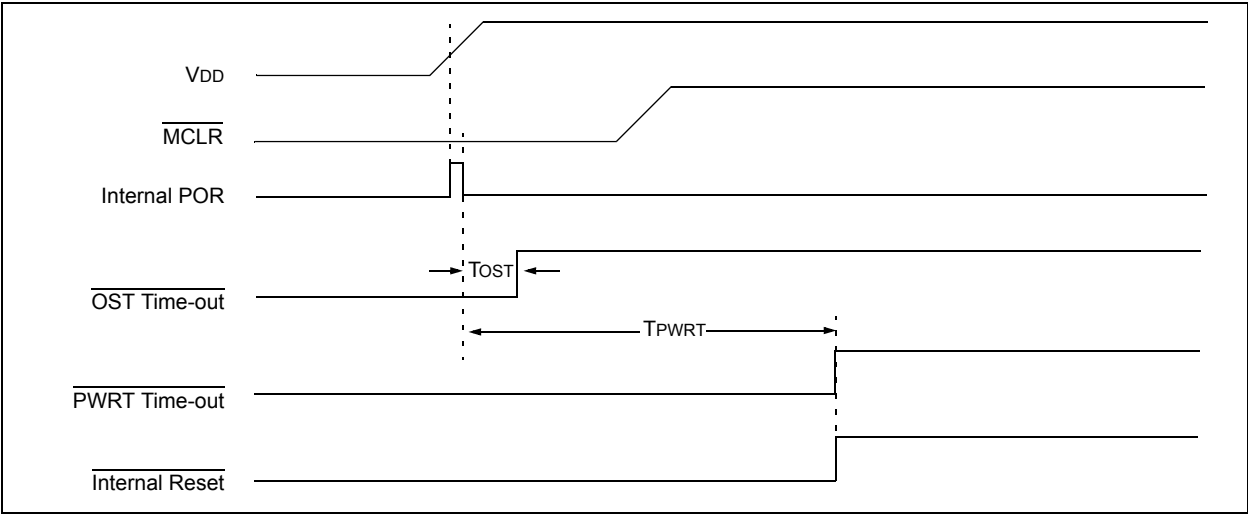 VDD
MCLR
Internal POR
TOST
OST Time-out
TPWRT
PWRT Time-out
Internal Reset